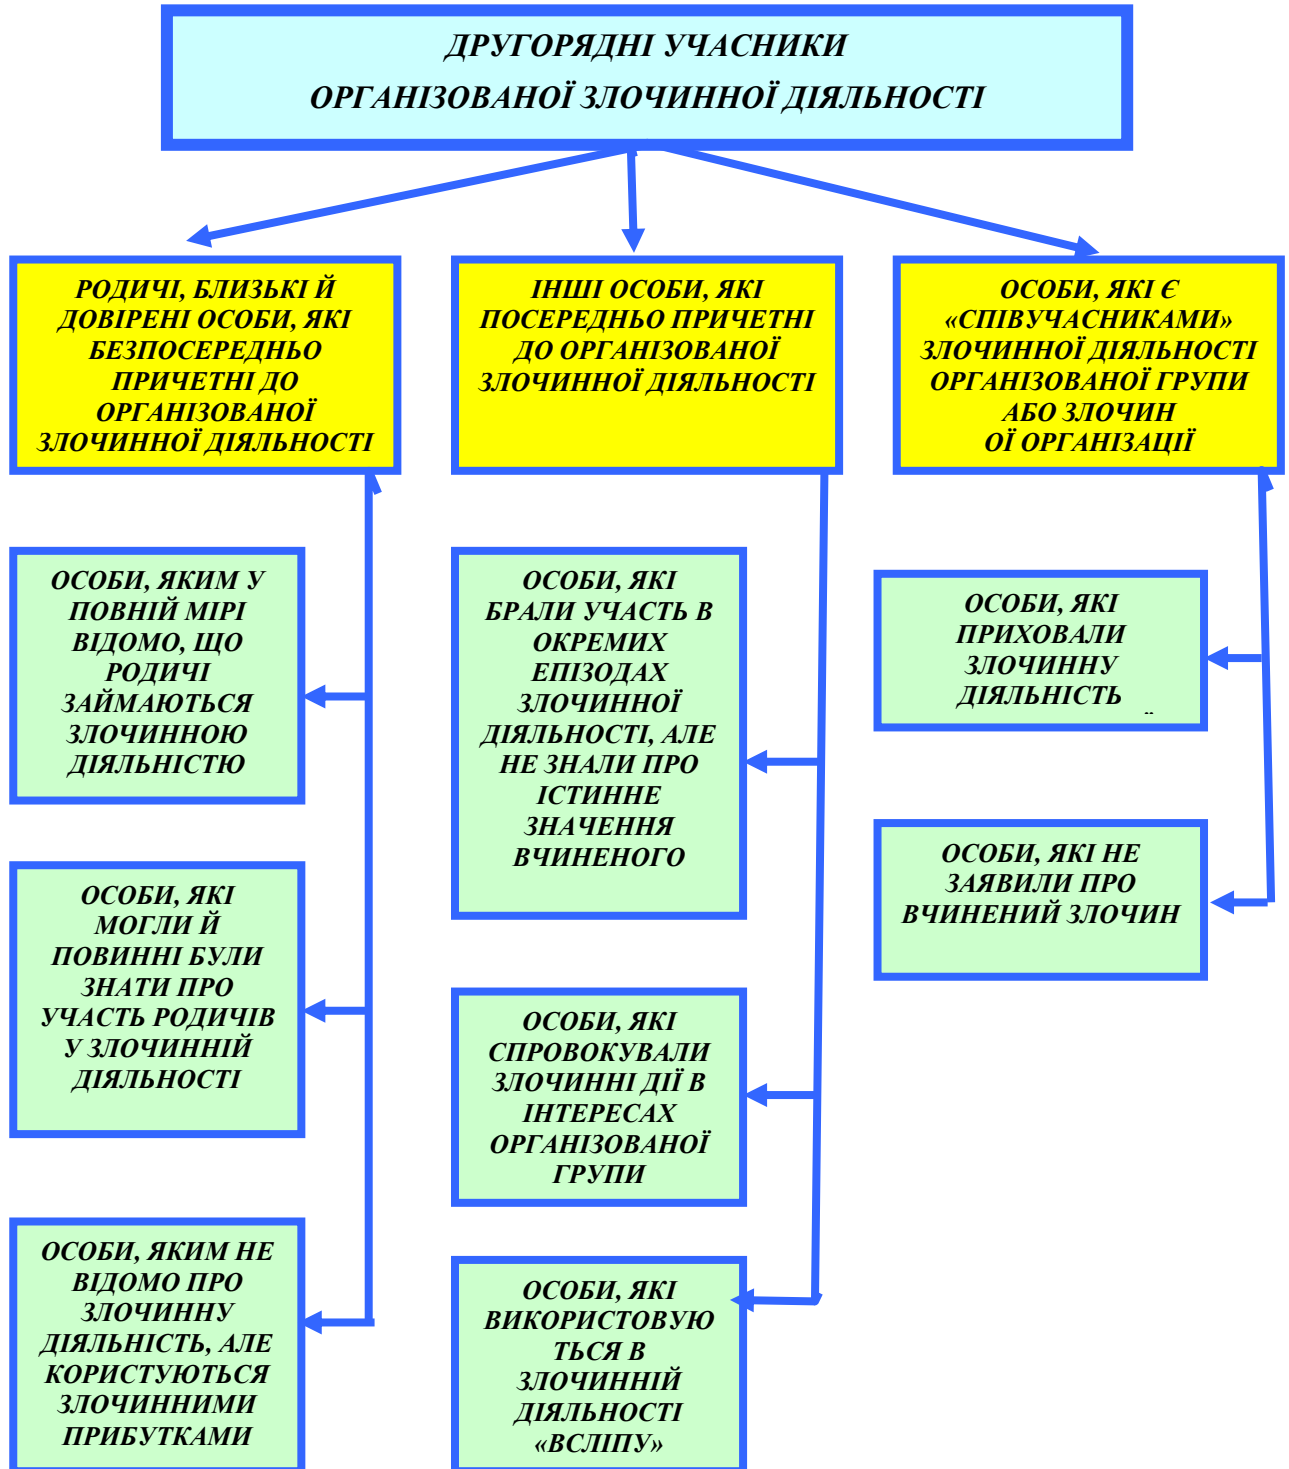 ДРУГОРЯДНІ УЧАСНИКИ
ОРГАНІЗОВАНОЇ ЗЛОЧИННОЇ ДІЯЛЬНОСТІ
РОДИЧІ, БЛИЗЬКІ Й
ДОВІРЕНІ ОСОБИ, ЯКІ
БЕЗПОСЕРЕДНЬО
ПРИЧЕТНІ ДО
ОРГАНІЗОВАНОЇ
ЗЛОЧИННОЇ ДІЯЛЬНОСТІ
ІНШІ ОСОБИ, ЯКІ
ПОСЕРЕДНЬО ПРИЧЕТНІ
ДО ОРГАНІЗОВАНОЇ
ЗЛОЧИННОЇ ДІЯЛЬНОСТІ
ОСОБИ, ЯКІ Є
«СПІВУЧАСНИКАМИ»
ЗЛОЧИННОЇ ДІЯЛЬНОСТІ
ОРГАНІЗОВАНОЇ ГРУПИ
АБО ЗЛОЧИН
ОЇ ОРГАНІЗАЦІЇ
ОСОБИ, ЯКИМ У
ПОВНІЙ МІРІ
ВІДОМО, ЩО
РОДИЧІ
ЗАЙМАЮТЬСЯ
ЗЛОЧИННОЮ
ДІЯЛЬНІСТЮ
ОСОБИ, ЯКІ
МОГЛИ Й
ПОВИННІ БУЛИ
ЗНАТИ ПРО
УЧАСТЬ РОДИЧІВ
У ЗЛОЧИННІЙ
ДІЯЛЬНОСТІ
ОСОБИ, ЯКИМ НЕ
ВІДОМО ПРО
ЗЛОЧИННУ
ДІЯЛЬНІСТЬ, АЛЕ
КОРИСТУЮТЬСЯ
ЗЛОЧИННИМИ
ПРИБУТКАМИ
ОСОБИ, ЯКІ
БРАЛИ УЧАСТЬ В
ОКРЕМИХ
ЕПІЗОДАХ
ЗЛОЧИННОЇ
ДІЯЛЬНОСТІ, АЛЕ
НЕ ЗНАЛИ ПРО
ІСТИННЕ
ЗНАЧЕННЯ
ВЧИНЕНОГО
ОСОБИ, ЯКІ
СПРОВОКУВАЛИ
ЗЛОЧИННІ ДІЇ В
ІНТЕРЕСАХ
ОРГАНІЗОВАНОЇ
ГРУПИ
ОСОБИ, ЯКІ
ВИКОРИСТОВУЮ
ТЬСЯ В
ЗЛОЧИННІЙ
ДІЯЛЬНОСТІ
«ВСЛІПУ»
ОСОБИ, ЯКІ
ПРИХОВАЛИ
ЗЛОЧИННУ
ДІЯЛЬНІСТЬ
ОСОБИ, ЯКІ НЕ
ЗАЯВИЛИ ПРО
ВЧИНЕНИЙ ЗЛОЧИН